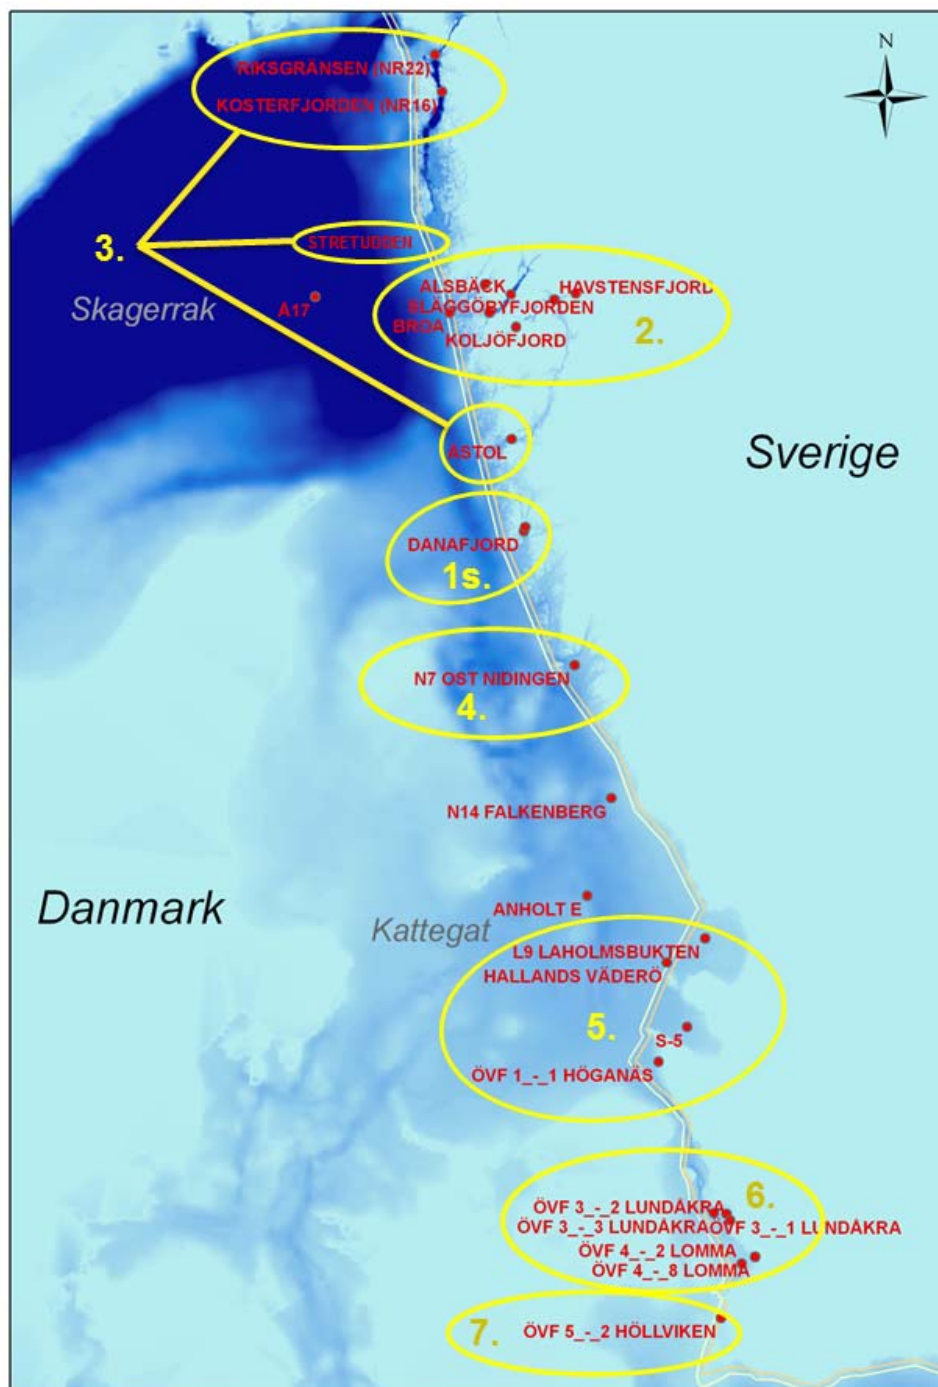 N
RIKSGRÄNSEN (NR22)
KOSTERFJORDEN (NR16)
3.
STRETUDDEN
Skagerrak
Å17
ALSBÄCK
HAVSTENSFJORD
BROA
KOLJÖFJORD
2.
ÅSTOL
Sverige
DANAFJORD
1s.
N7 OST NIDINGEN
4.
N14 FALKENBERG
Danmark
ANHOLT E
Kattegat
L9 LAHOLMSBUKTEN
HALLANDS VÄDERÖ
5.
S-5
ÖVF 1_-_1 HÖGANÄS
6.
ÖVF 3_-_2 LUNDÅKRA
ÖVF 3_-_3 LUNDÅKRA ÖVF 3_-_1 LUNDÅKRA
ÖVF 4_-_2 LOMMA
ÖVF 4_-_8 LOMMA
7.
ÖVF 5_-_2 HÖLLVIKEN